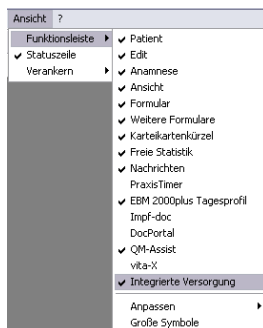 Ansicht ?
Funktionsleiste
Statuszeile
Verankern
Patient
Edit
Anamnese
Ansicht
Formular
Weitere Formulare
Karteikartenkürzel
Freie Statistik
Nachrichten
PraxisTimer
EBM 2000plus Tagesprofil
Impf-doc
DocPortal
QM-Assist
vita-X
Integrierte Versorgung
Anpassen
Große Symbole